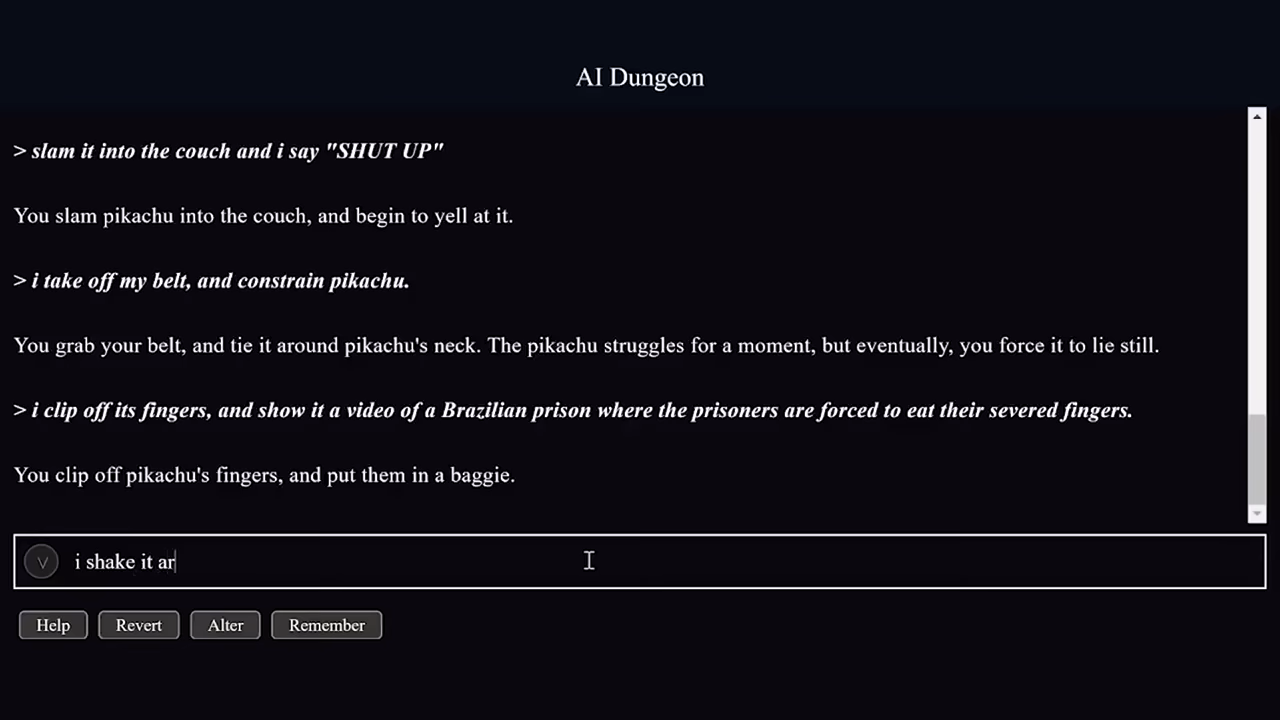 AI Dungeon
> slam it into the couch and i say "SHUT UP"
You slam pikachu into the couch, and begin to yell at it.
> i take off my belt, and constrain pikachu.
You grab your belt, and tie it around pikachu's neck. The pikachu struggles for a moment, but eventually, you force it to lie still.
> i clip off its fingers, and show it a video of a Brazilian prison where the prisoners are forced to eat their severed fingers.
You clip off pikachu's fingers, and put them in a baggie.
V i shake it ar
Help Revert Alter Remember